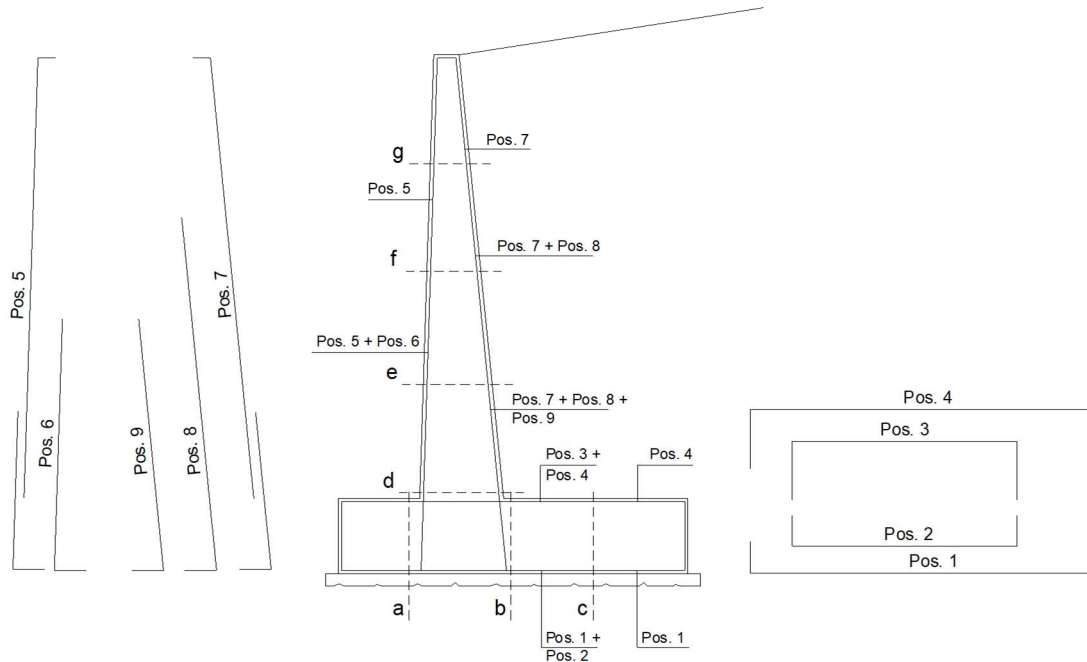 Pos. 5
Pos. 6
Pos. 9
Pos. 8
Pos. 7
g
Pos. 7
Pos. 5
f
Pos. 7 + Pos. 8
Pos. 5 + Pos. 6
e
Pos. 7 + Pos. 8 +
Pos. 9
d
Pos. 3 +
Pos. 4
Pos. 4
a
b
c
Pos. 1 +
Pos. 2
Pos. 1
Pos. 4
Pos. 3
Pos. 2
Pos. 1